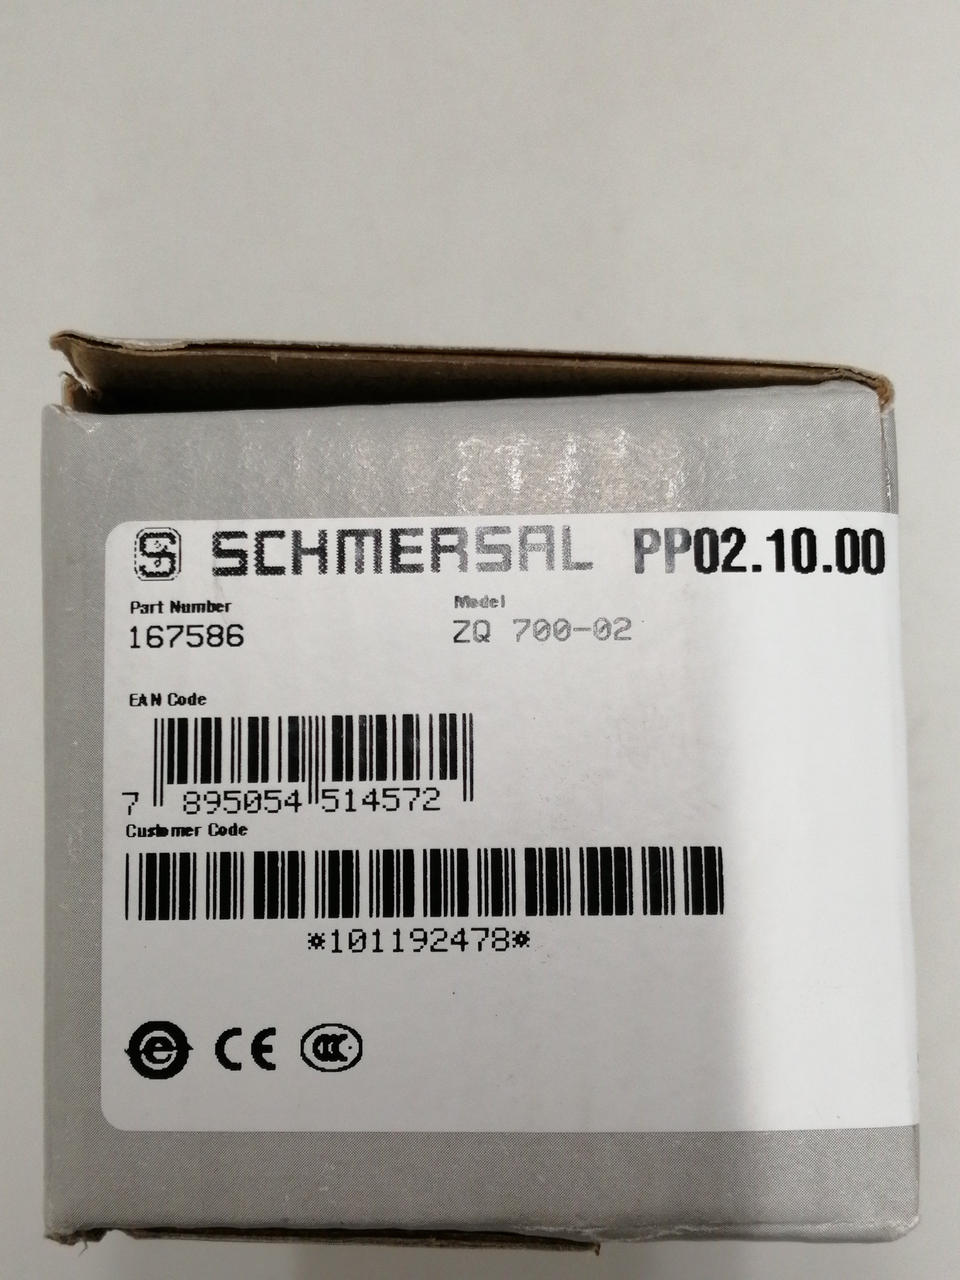 S SCHMERSAL PP02.10.00
Part Number Model
167586 ZQ 700-02
EAN Code
7 895054 514572
Customer Code
*101192478*
e CE CCC